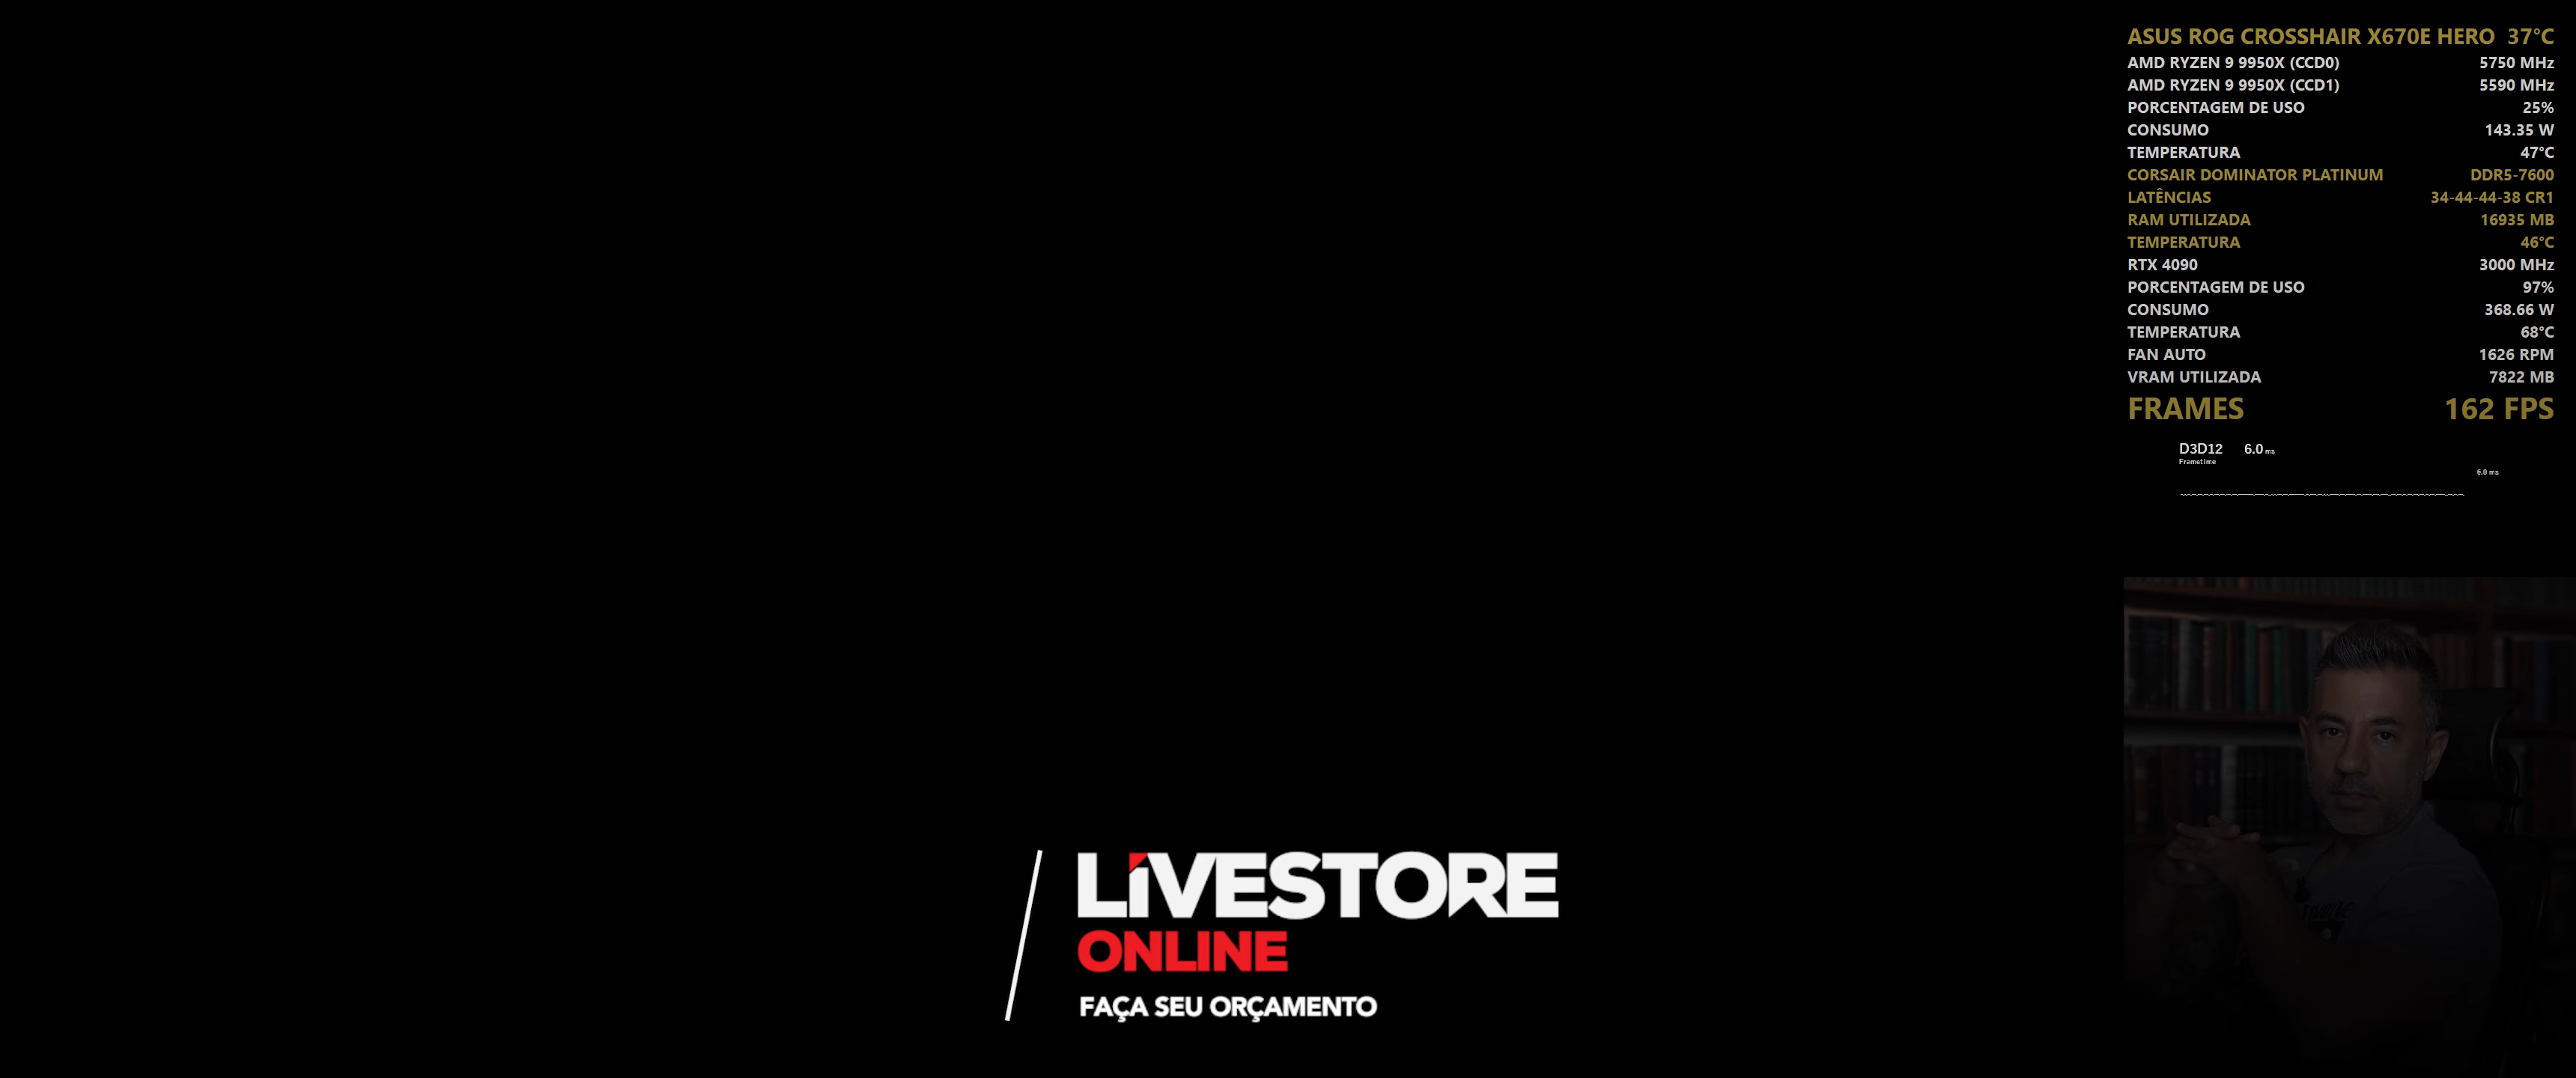 ASUS ROG CROSSHAIR X670E HERO 37°C
AMD RYZEN 9 9950X (CCD0) 5750 MHz
AMD RYZEN 9 9950X (CCD1) 5590 MHz
PORCENTAGEM DE USO 25%
CONSUMO 143.35 W
TEMPERATURA 47°C
CORSAIR DOMINATOR PLATINUM DDR5-7600
LATÊNCIAS 34-44-44-38 CR1
RAM UTILIZADA 16935 MB
TEMPERATURA 46°C
RTX 4090 3000 MHz
PORCENTAGEM DE USO 97%
CONSUMO 368.66 W
TEMPERATURA 68°C
FAN AUTO 1626 RPM
VRAM UTILIZADA 7822 MB
FRAMES 162 FPS
D3D12 6.0 ms
Frametime
6.0 ms
LIVESTORE
ONLINE
FAÇA SEU ORÇAMENTO